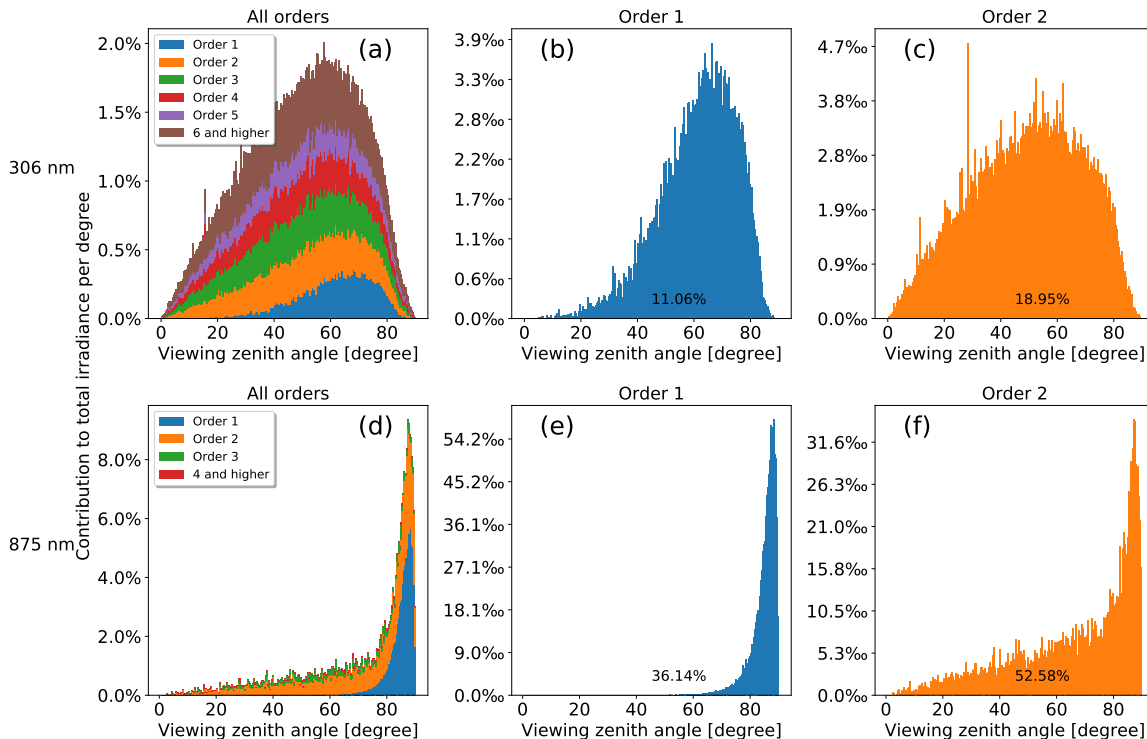 All orders
Order 1
Order 2
(a)
(b)
(c)
Order 1
Order 2
Order 3
Order 4
Order 5
6 and higher
2.0%
1.5%
1.0%
0.5%
0.0%
3.9‰
3.3‰
2.8‰
2.2‰
1.7‰
1.1‰
0.6‰
0.0‰
4.7‰
3.8‰
2.8‰
1.9‰
0.9‰
0.0‰
11.06%
18.95%
306 nm
0 20 40 60 80
0 20 40 60 80
0 20 40 60 80
Viewing zenith angle [degree]
Viewing zenith angle [degree]
Viewing zenith angle [degree]
Contribution to total irradiance per degree
All orders
Order 1
Order 2
(d)
(e)
(f)
Order 1
Order 2
Order 3
4 and higher
8.0%
6.0%
4.0%
2.0%
0.0%
54.2‰
45.2‰
36.1‰
27.1‰
18.1‰
9.0‰
0.0‰
31.6‰
26.3‰
21.0‰
15.8‰
10.5‰
5.3‰
0.0‰
36.14%
52.58%
875 nm
0 20 40 60 80
0 20 40 60 80
0 20 40 60 80
Viewing zenith angle [degree]
Viewing zenith angle [degree]
Viewing zenith angle [degree]